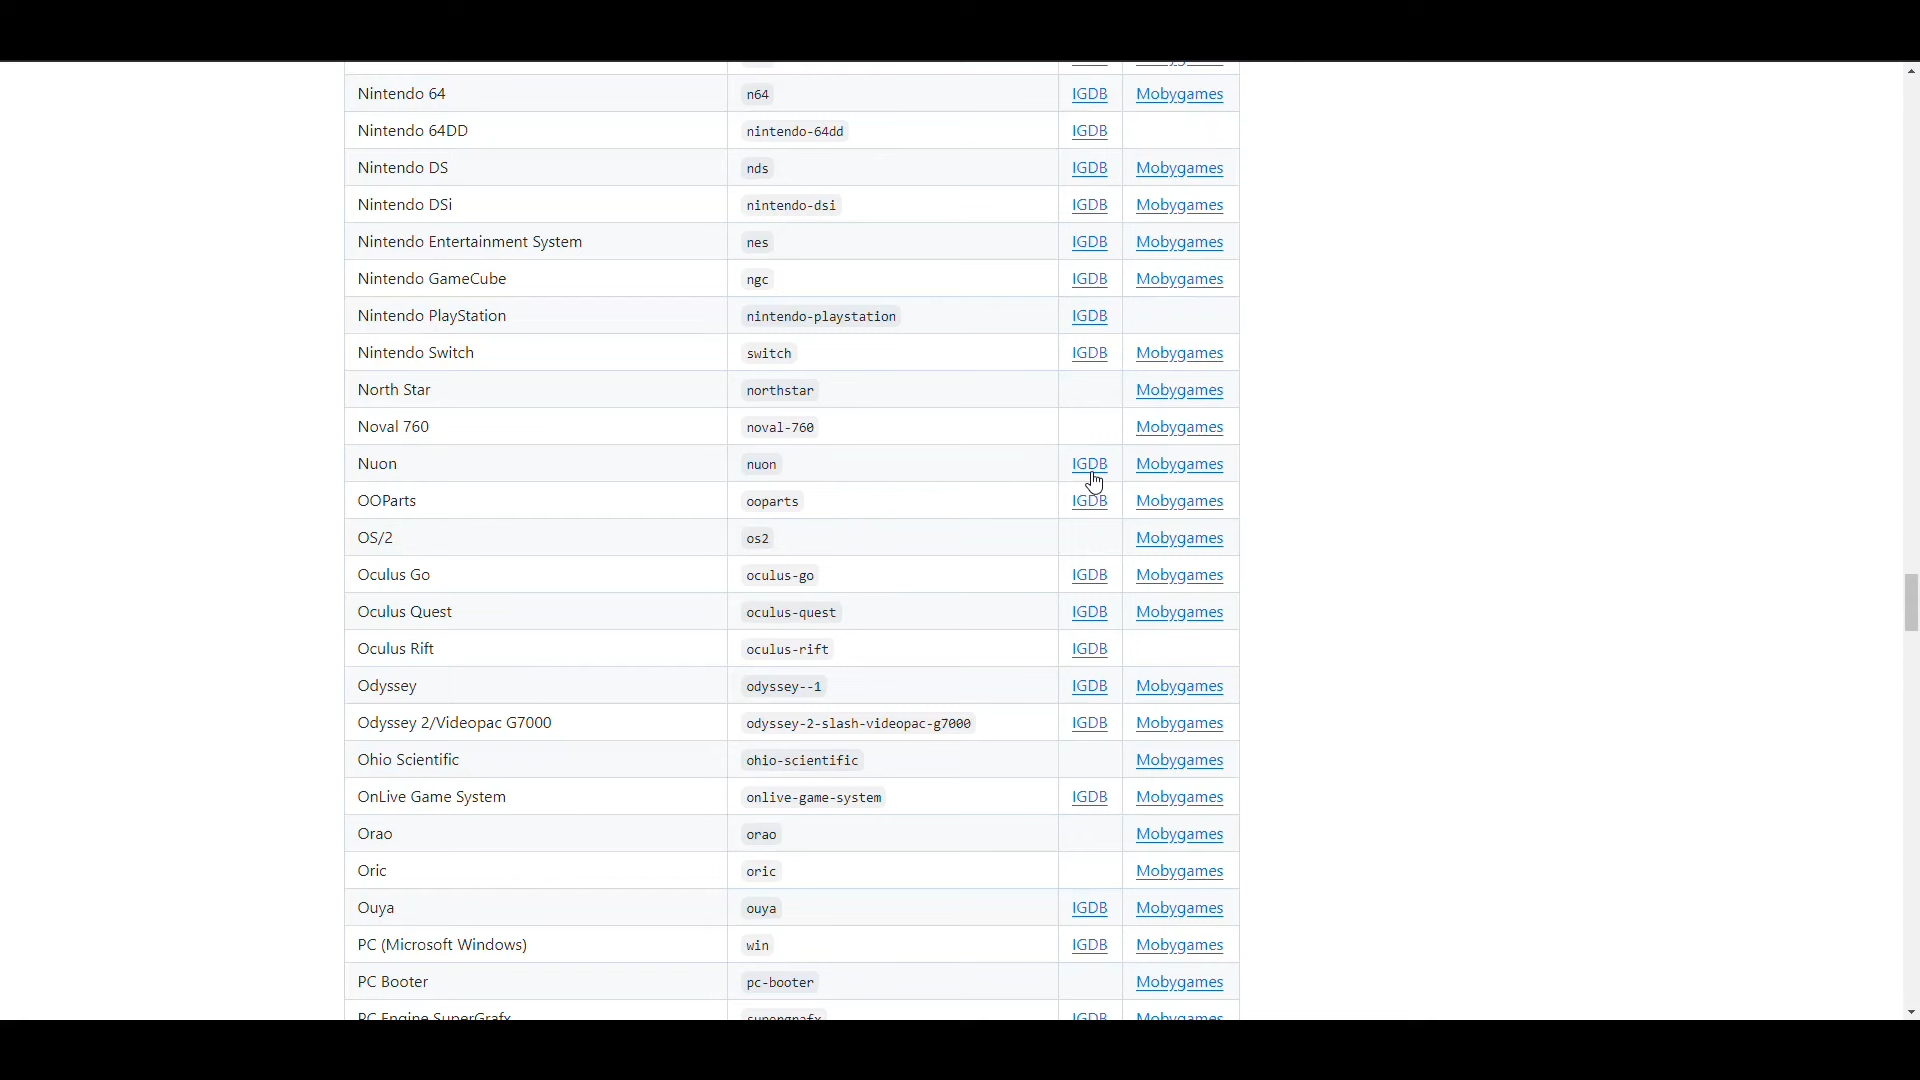 Nintendo 64 n64 IGDB Mobygames
Nintendo 64DD nintendo-64dd IGDB
Nintendo DS nds IGDB Mobygames
Nintendo DSi nintendo-dsi IGDB Mobygames
Nintendo Entertainment System nes IGDB Mobygames
Nintendo GameCube ngc IGDB Mobygames
Nintendo PlayStation nintendo-playstation IGDB
Nintendo Switch switch IGDB Mobygames
North Star northstar Mobygames
Noval 760 noval-760 Mobygames
Nuon nuon IGDB Mobygames
OOParts ooparts IGDB Mobygames
OS/2 os2 Mobygames
Oculus Go oculus-go IGDB Mobygames
Oculus Quest oculus-quest IGDB Mobygames
Oculus Rift oculus-rift IGDB
Odyssey odyssey--1 IGDB Mobygames
Odyssey 2/Videopac G7000 odyssey-2-slash-videopac-g7000 IGDB Mobygames
Ohio Scientific ohio-scientific Mobygames
OnLive Game System onlive-game-system IGDB Mobygames
Orao orao Mobygames
Oric oric Mobygames
Ouya ouya IGDB Mobygames
PC (Microsoft Windows) win IGDB Mobygames
PC Booter pc-booter Mobygames
PC Engine SuperGrafx supergrafx IGDB Mobygames